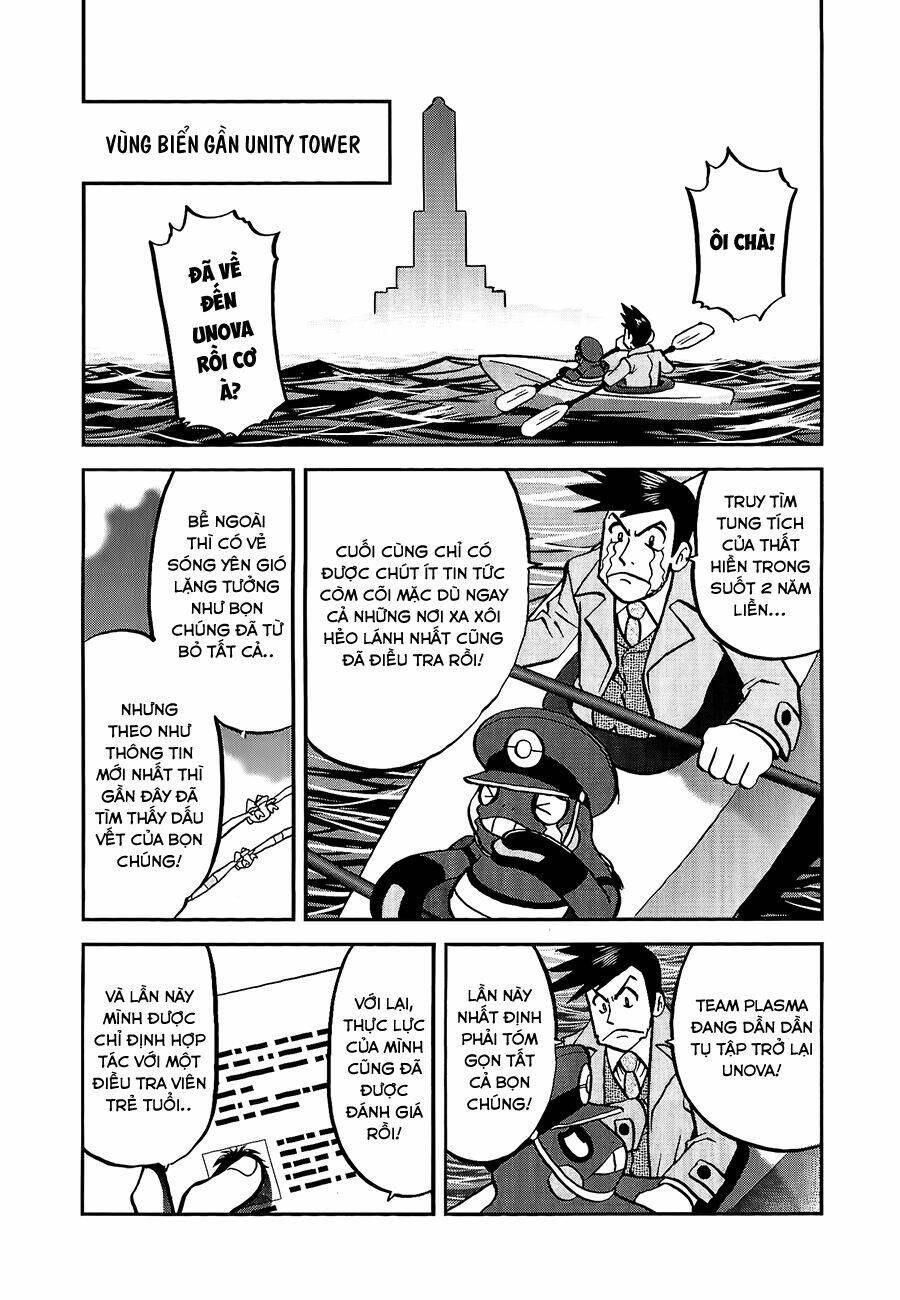 VÙNG BIỂN GẦN UNITY TOWER
ÔI CHÀ!
ĐÃ VỀ
ĐẾN
UNOVA
RỒI CƠ
À?
TRUY TÌM
TUNG TÍCH
CỦA THẤT
HIỀN TRONG
SUỐT 2 NĂM
LIỀN...
CUỐI CÙNG CHỈ CÓ
ĐƯỢC CHÚT ÍT TIN TỨC
CÒM CÕI MẶC DÙ NGAY
CẢ NHỮNG NƠI XA XÔI
HẺO LÁNH NHẤT CŨNG
ĐÃ ĐIỀU TRA RỒI!
BỀ NGOÀI
THÌ CÓ VẺ
SÓNG YÊN GIÓ
LẶNG TƯỞNG
NHƯ BỌN
CHÚNG ĐÃ TỪ
BỎ TẤT CẢ..
NHƯNG
THEO NHƯ
THÔNG TIN
MỚI NHẤT THÌ
GẦN ĐÂY ĐÃ
TÌM THẤY DẤU
VẾT CỦA BỌN
CHÚNG!
TEAM PLASMA
ĐANG DẦN DẦN
TỤ TẬP TRỞ LẠI
UNOVA!
LẦN NÀY
NHẤT ĐỊNH
PHẢI TÓM
GỌN TẤT
CẢ BỌN
CHÚNG!
VỚI LẠI,
THỰC LỰC
CỦA MÌNH
CŨNG ĐÃ
ĐƯỢC
ĐÁNH GIÁ
RỒI!
VÀ LẦN NÀY
MÌNH ĐƯỢC
CHỈ ĐỊNH HỢP
TÁC VỚI MỘT
ĐIỀU TRA VIÊN
TRẺ TUỔI..